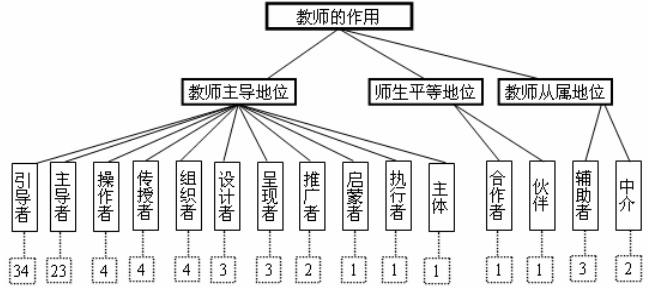 教师的作用
教师主导地位
师生平等地位
教师从属地位
引导者
主导者
操作者
传授者
组织者
设计者
呈现者
推广者
启蒙者
执行者
主体
合作者
伙伴
辅助者
中介
34
23
4
4
4
3
3
2
1
1
1
1
1
3
2